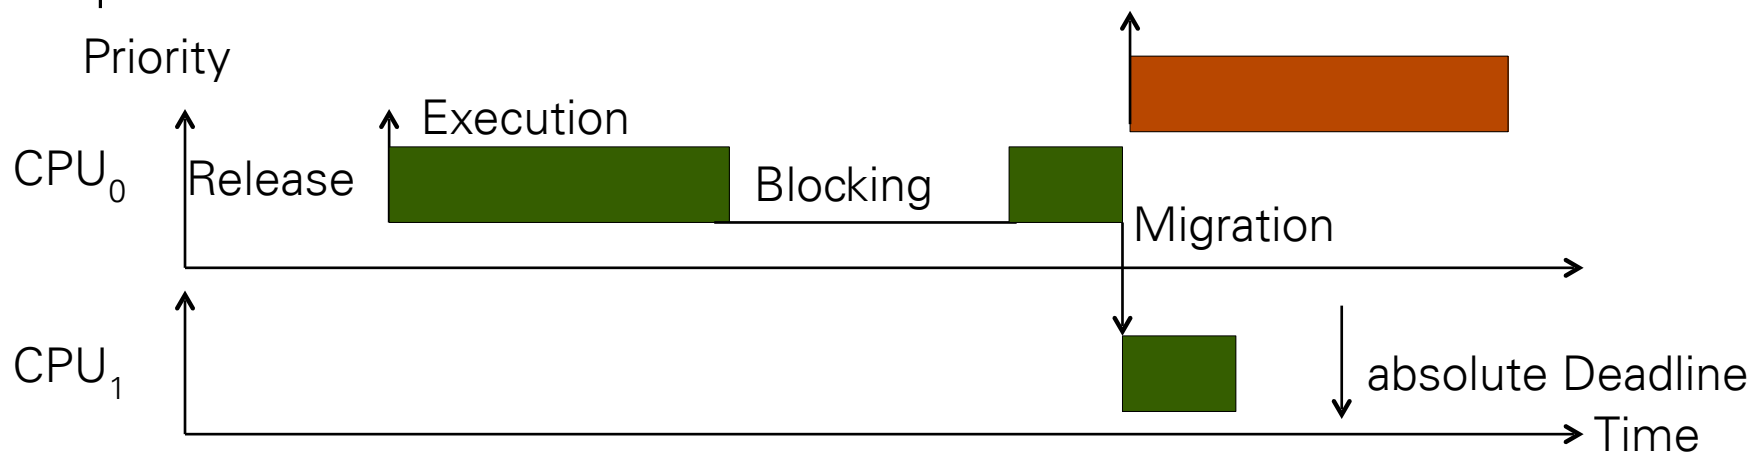 Priority
Execution
CPU₀
Release
Blocking
Migration
CPU₁
absolute Deadline
Time